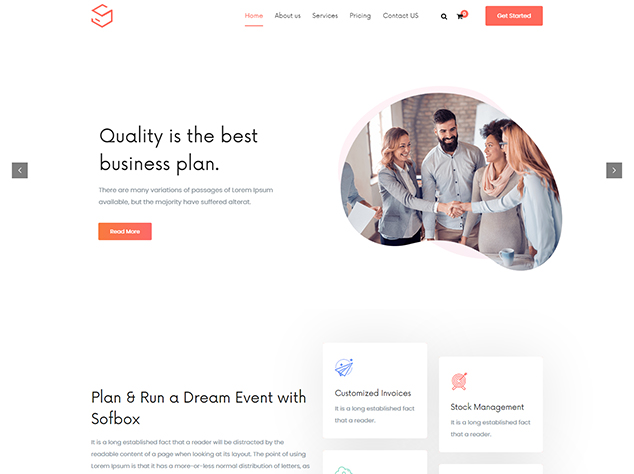 Home About us Services Pricing Contact US 0 Get Started
Quality is the best
business plan.
There are many variations of passages of Lorem Ipsum
available, but the majority have suffered alterat.
Read More
Plan & Run a Dream Event with
Sofbox
It is a long established fact that a reader will be distracted by the
readable content of a page when looking at its layout. The point of using
Lorem Ipsum is that it has a more-or-less normal distribution of letters, as
Customized Invoices
It is a long established fact
that a reader.
Stock Management
It is a long established fact
that a reader.